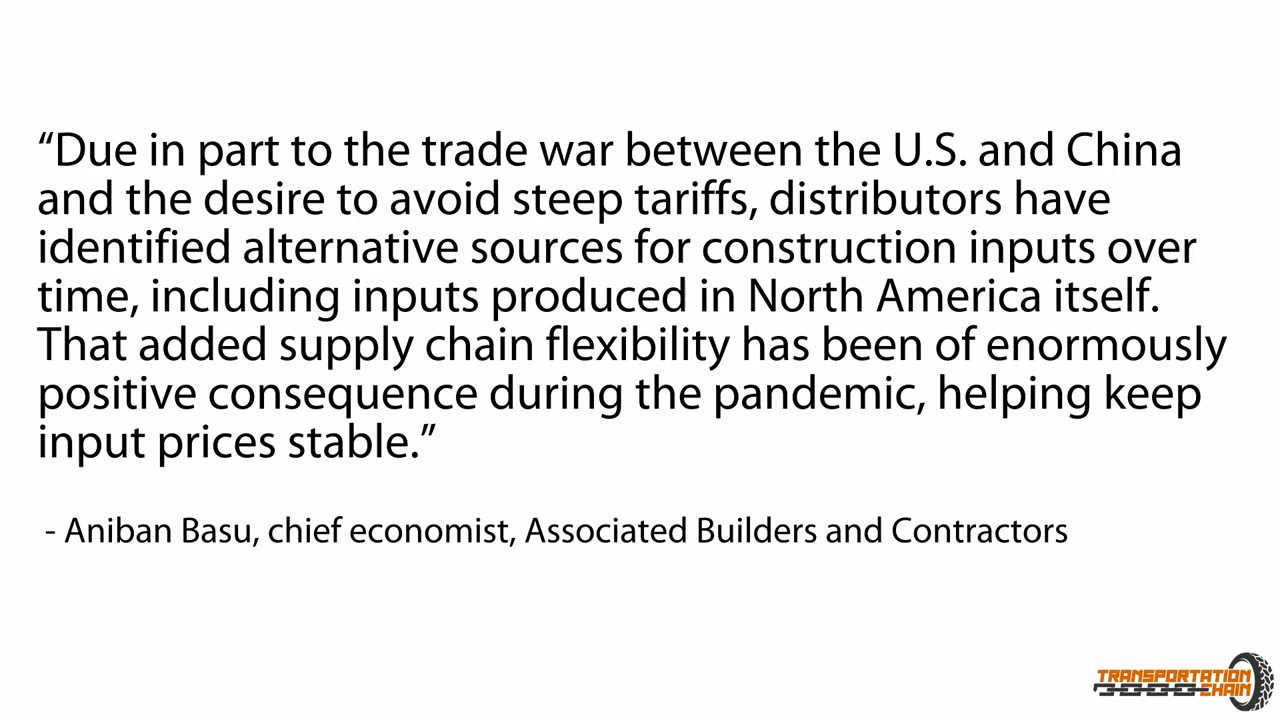 “Due in part to the trade war between the U.S. and China
and the desire to avoid steep tariffs, distributors have
identified alternative sources for construction inputs over
time, including inputs produced in North America itself.
That added supply chain flexibility has been of enormously
positive consequence during the pandemic, helping keep
input prices stable.”
- Aniban Basu, chief economist, Associated Builders and Contractors
TRANSPORTATION
CHAIN